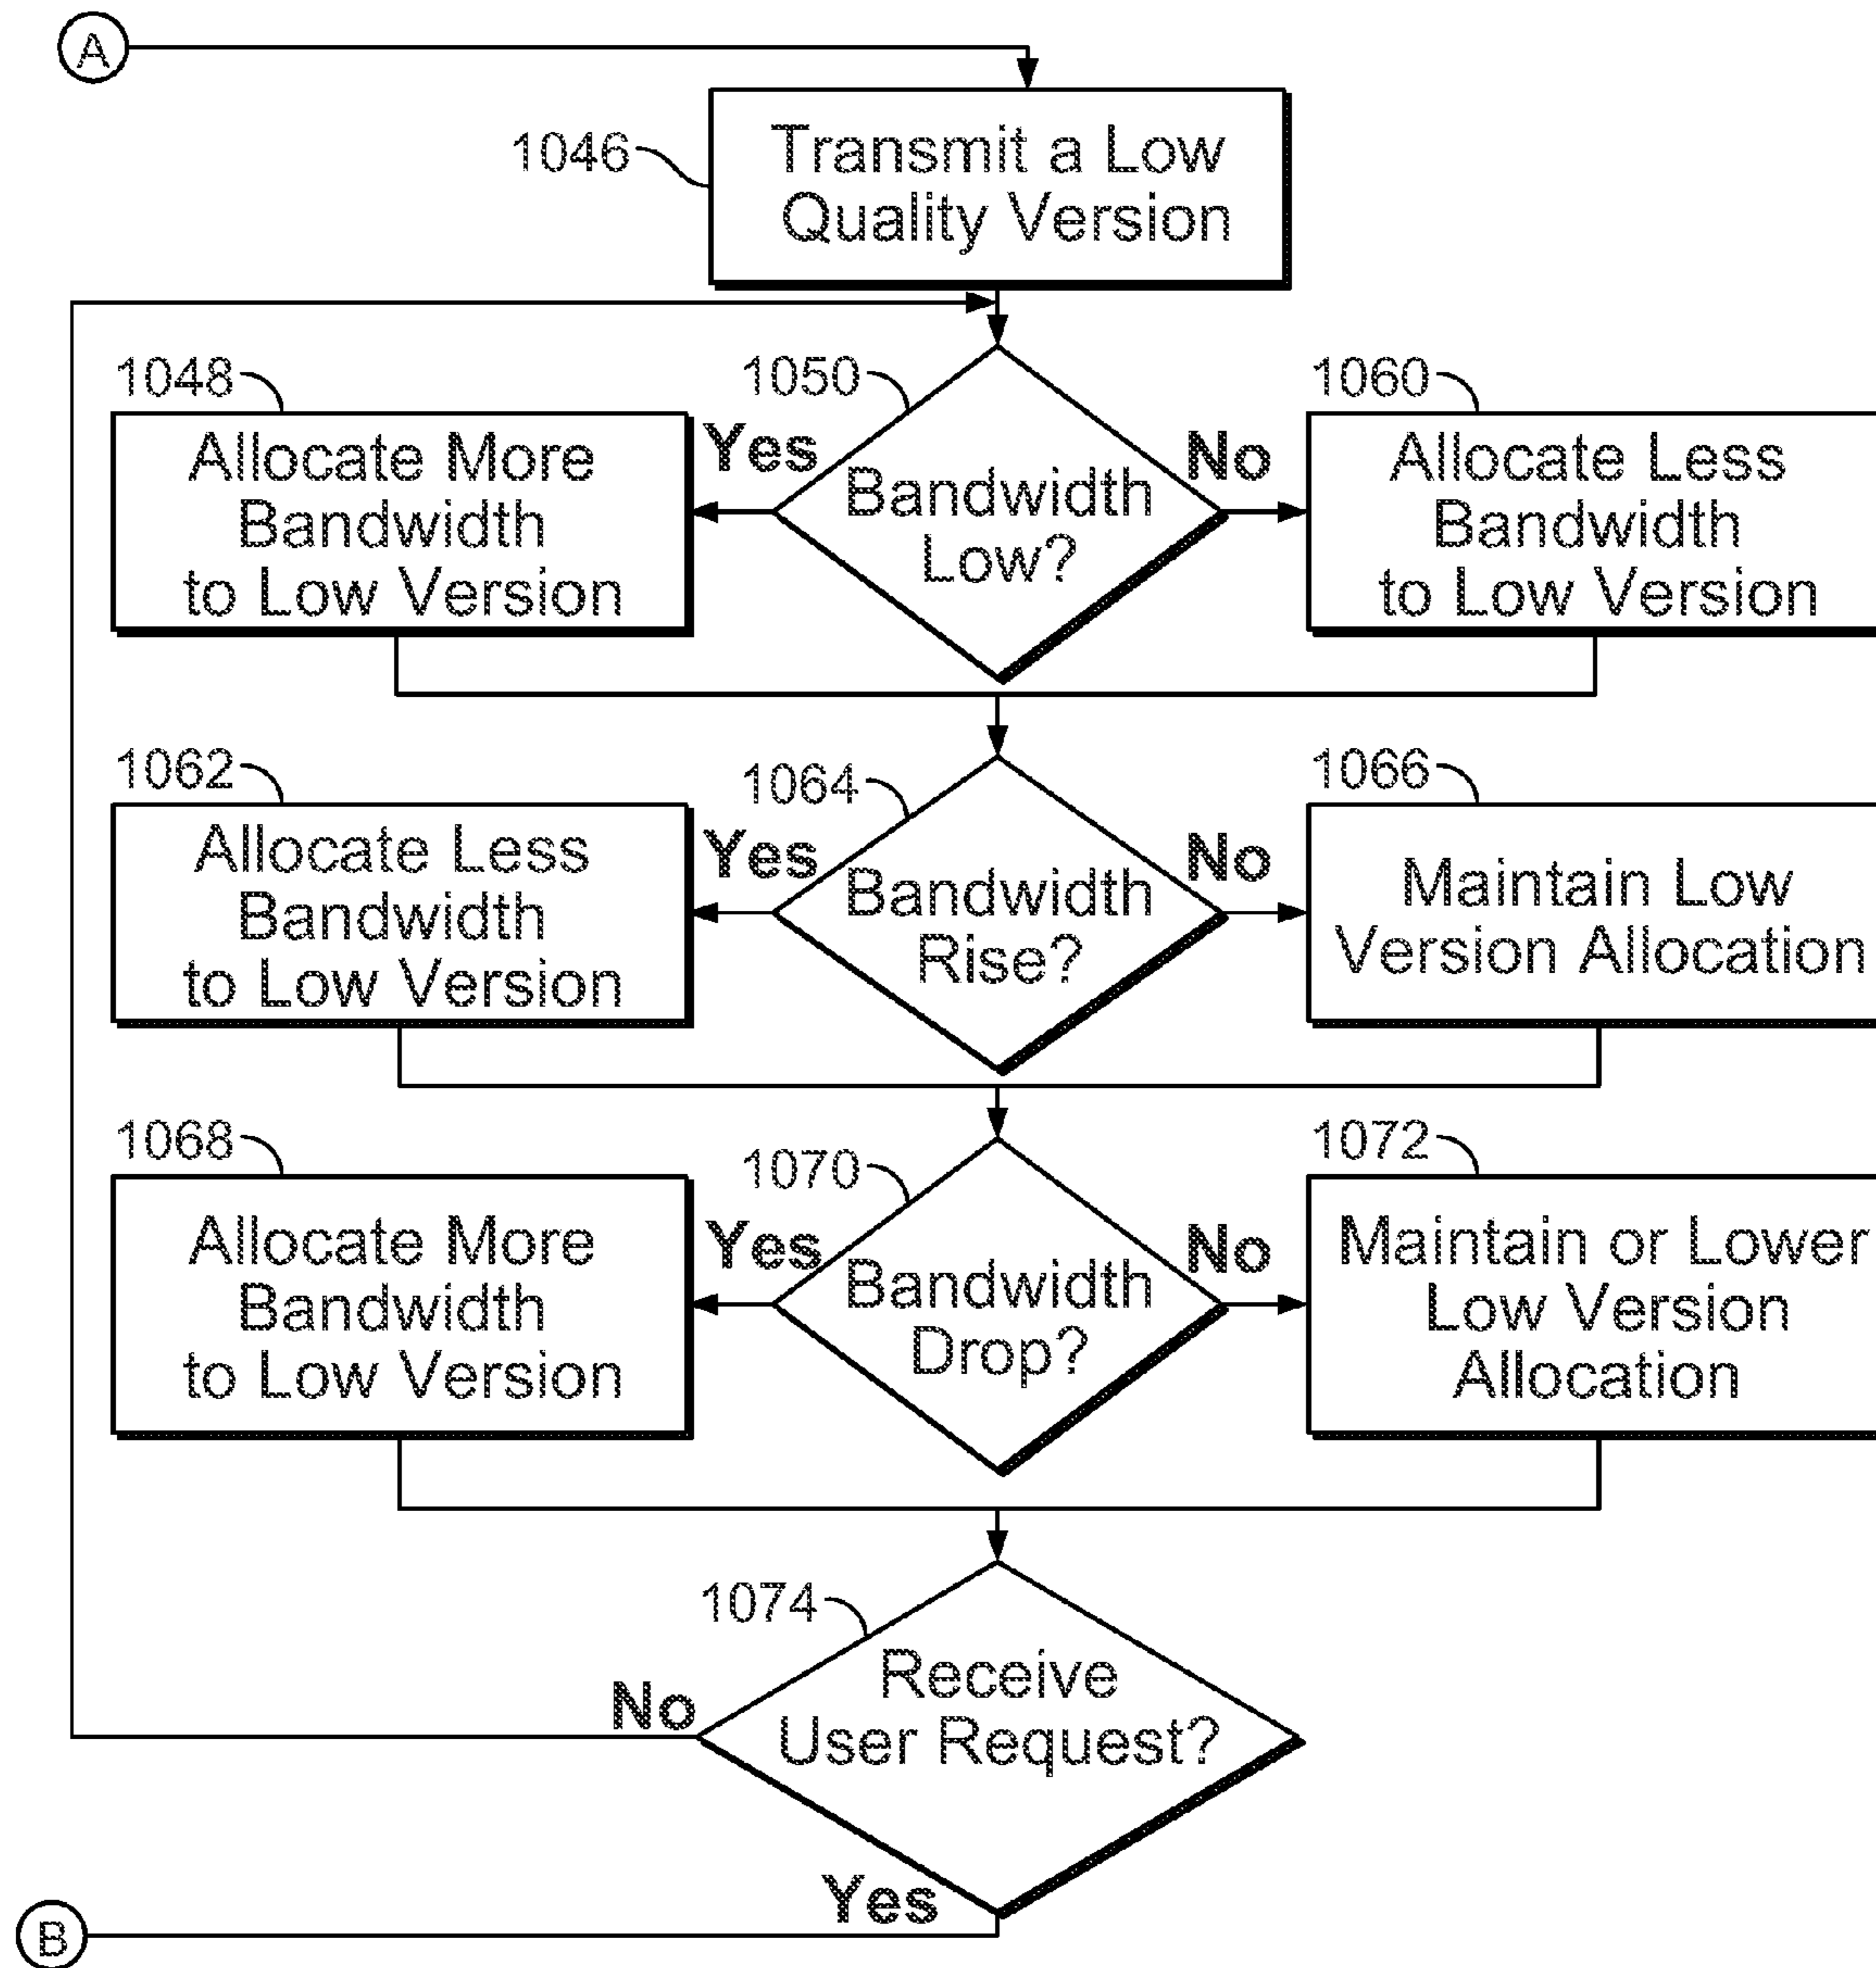 A
1046
Transmit a Low
Quality Version
1048
Allocate More
Bandwidth
to Low Version
Yes
1050
Bandwidth
Low?
No
1060
Allocate Less
Bandwidth
to Low Version
1062
Allocate Less
Bandwidth
to Low Version
Yes
1064
Bandwidth
Rise?
No
1066
Maintain Low
Version Allocation
1068
Allocate More
Bandwidth
to Low Version
Yes
1070
Bandwidth
Drop?
No
1072
Maintain or Lower
Low Version
Allocation
1074
Receive
User Request?
No
Yes
B